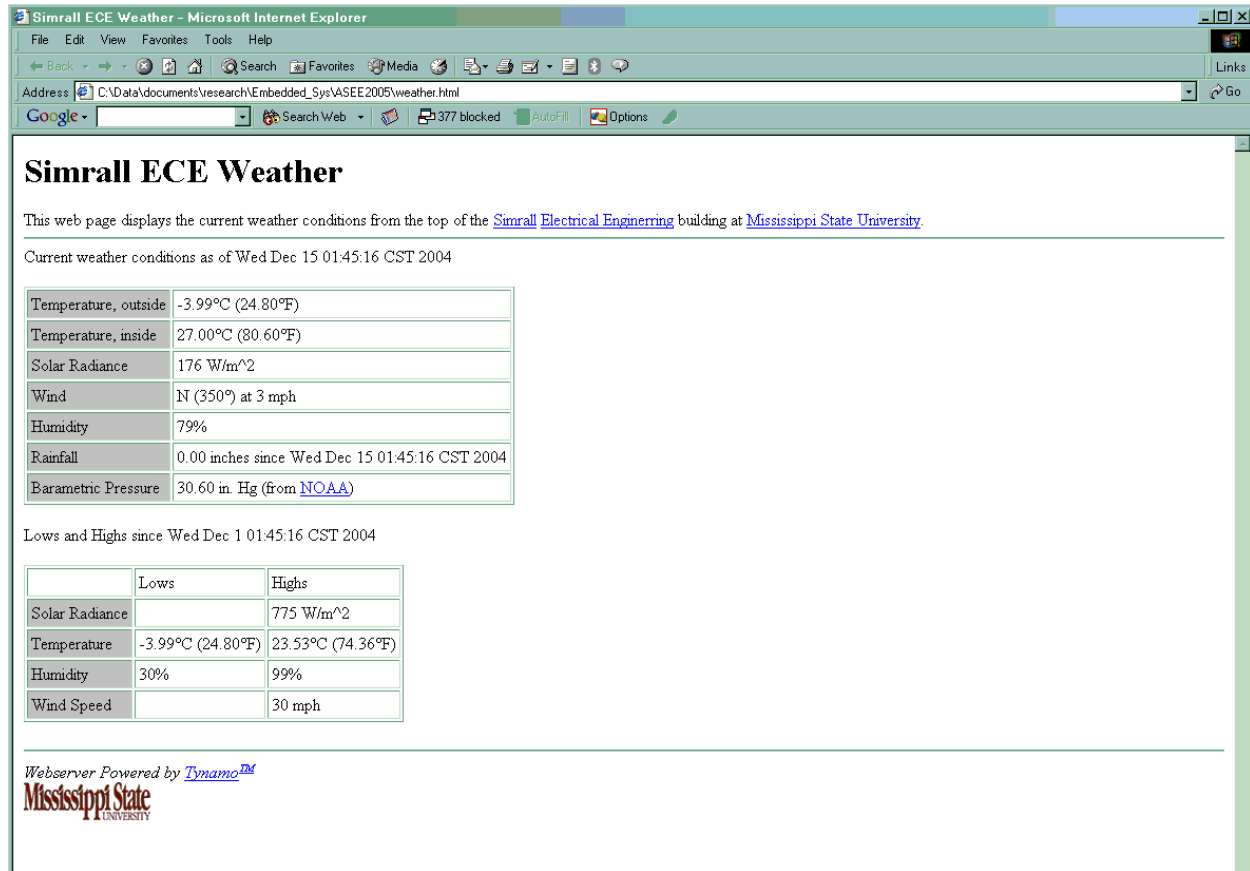 Simrall ECE Weather - Microsoft Internet Explorer
File Edit View Favorites Tools Help
Back Search Favorites Media Links
Address C:\Data\documents\research\Embedded_Sys\ASEE2005\weather.html Go
Google Search Web 377 blocked AutoFill Options
Simrall ECE Weather
This web page displays the current weather conditions from the top of the Simrall Electrical Enginerring building at Mississippi State University.
Current weather conditions as of Wed Dec 15 01:45:16 CST 2004
Temperature, outside -3.99°C (24.80°F)
Temperature, inside 27.00°C (80.60°F)
Solar Radiance 176 W/m^2
Wind N (350°) at 3 mph
Humidity 79%
Rainfall 0.00 inches since Wed Dec 15 01:45:16 CST 2004
Barametric Pressure 30.60 in. Hg (from NOAA)
Lows and Highs since Wed Dec 1 01:45:16 CST 2004
Lows Highs
Solar Radiance 775 W/m^2
Temperature -3.99°C (24.80°F) 23.53°C (74.36°F)
Humidity 30% 99%
Wind Speed 30 mph
Webserver Powered by Tynamo™
Mississippi State
UNIVERSITY